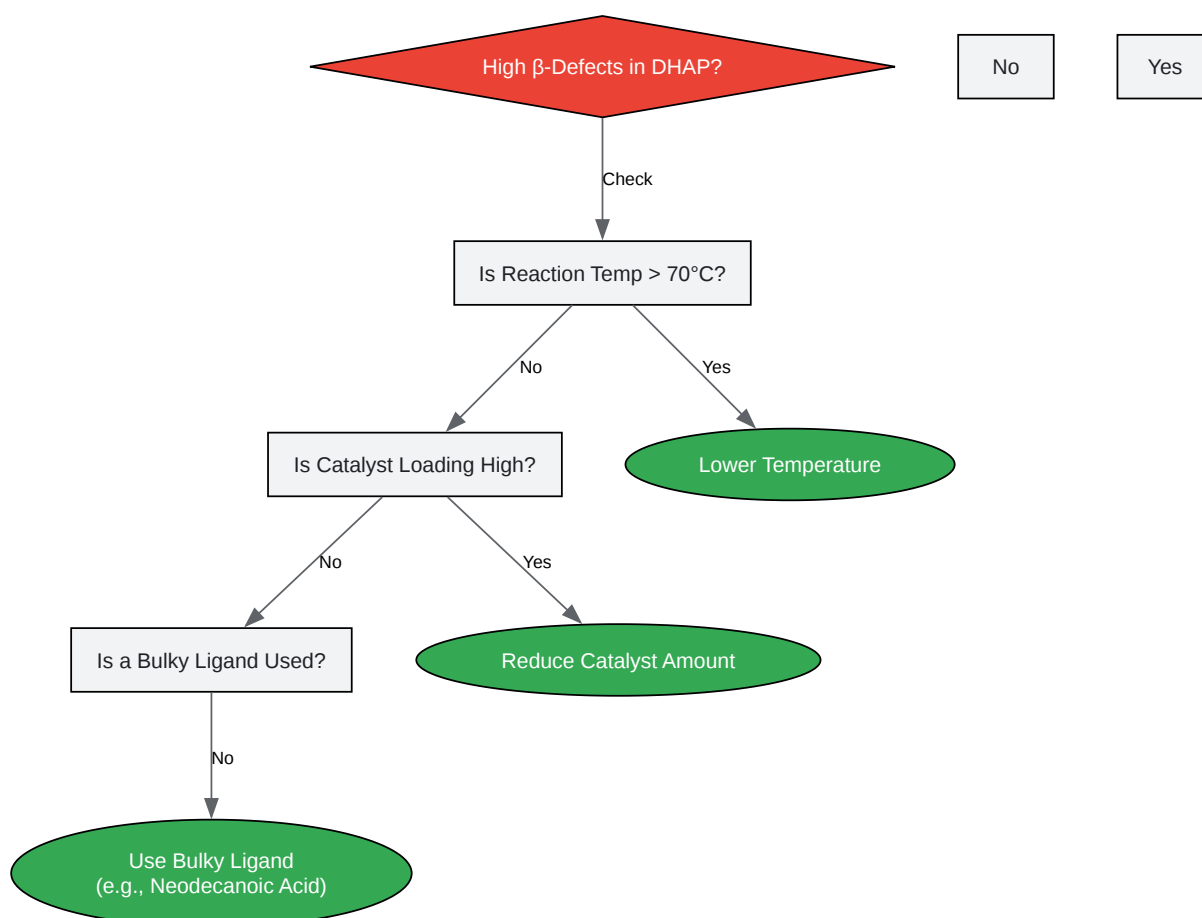 High β-Defects in DHAP?
No
Yes
Check
Is Reaction Temp > 70°C?
No
Yes
Is Catalyst Loading High?
Lower Temperature
No
Yes
Is a Bulky Ligand Used?
Reduce Catalyst Amount
No
Use Bulky Ligand
(e.g., Neodecanoic Acid)